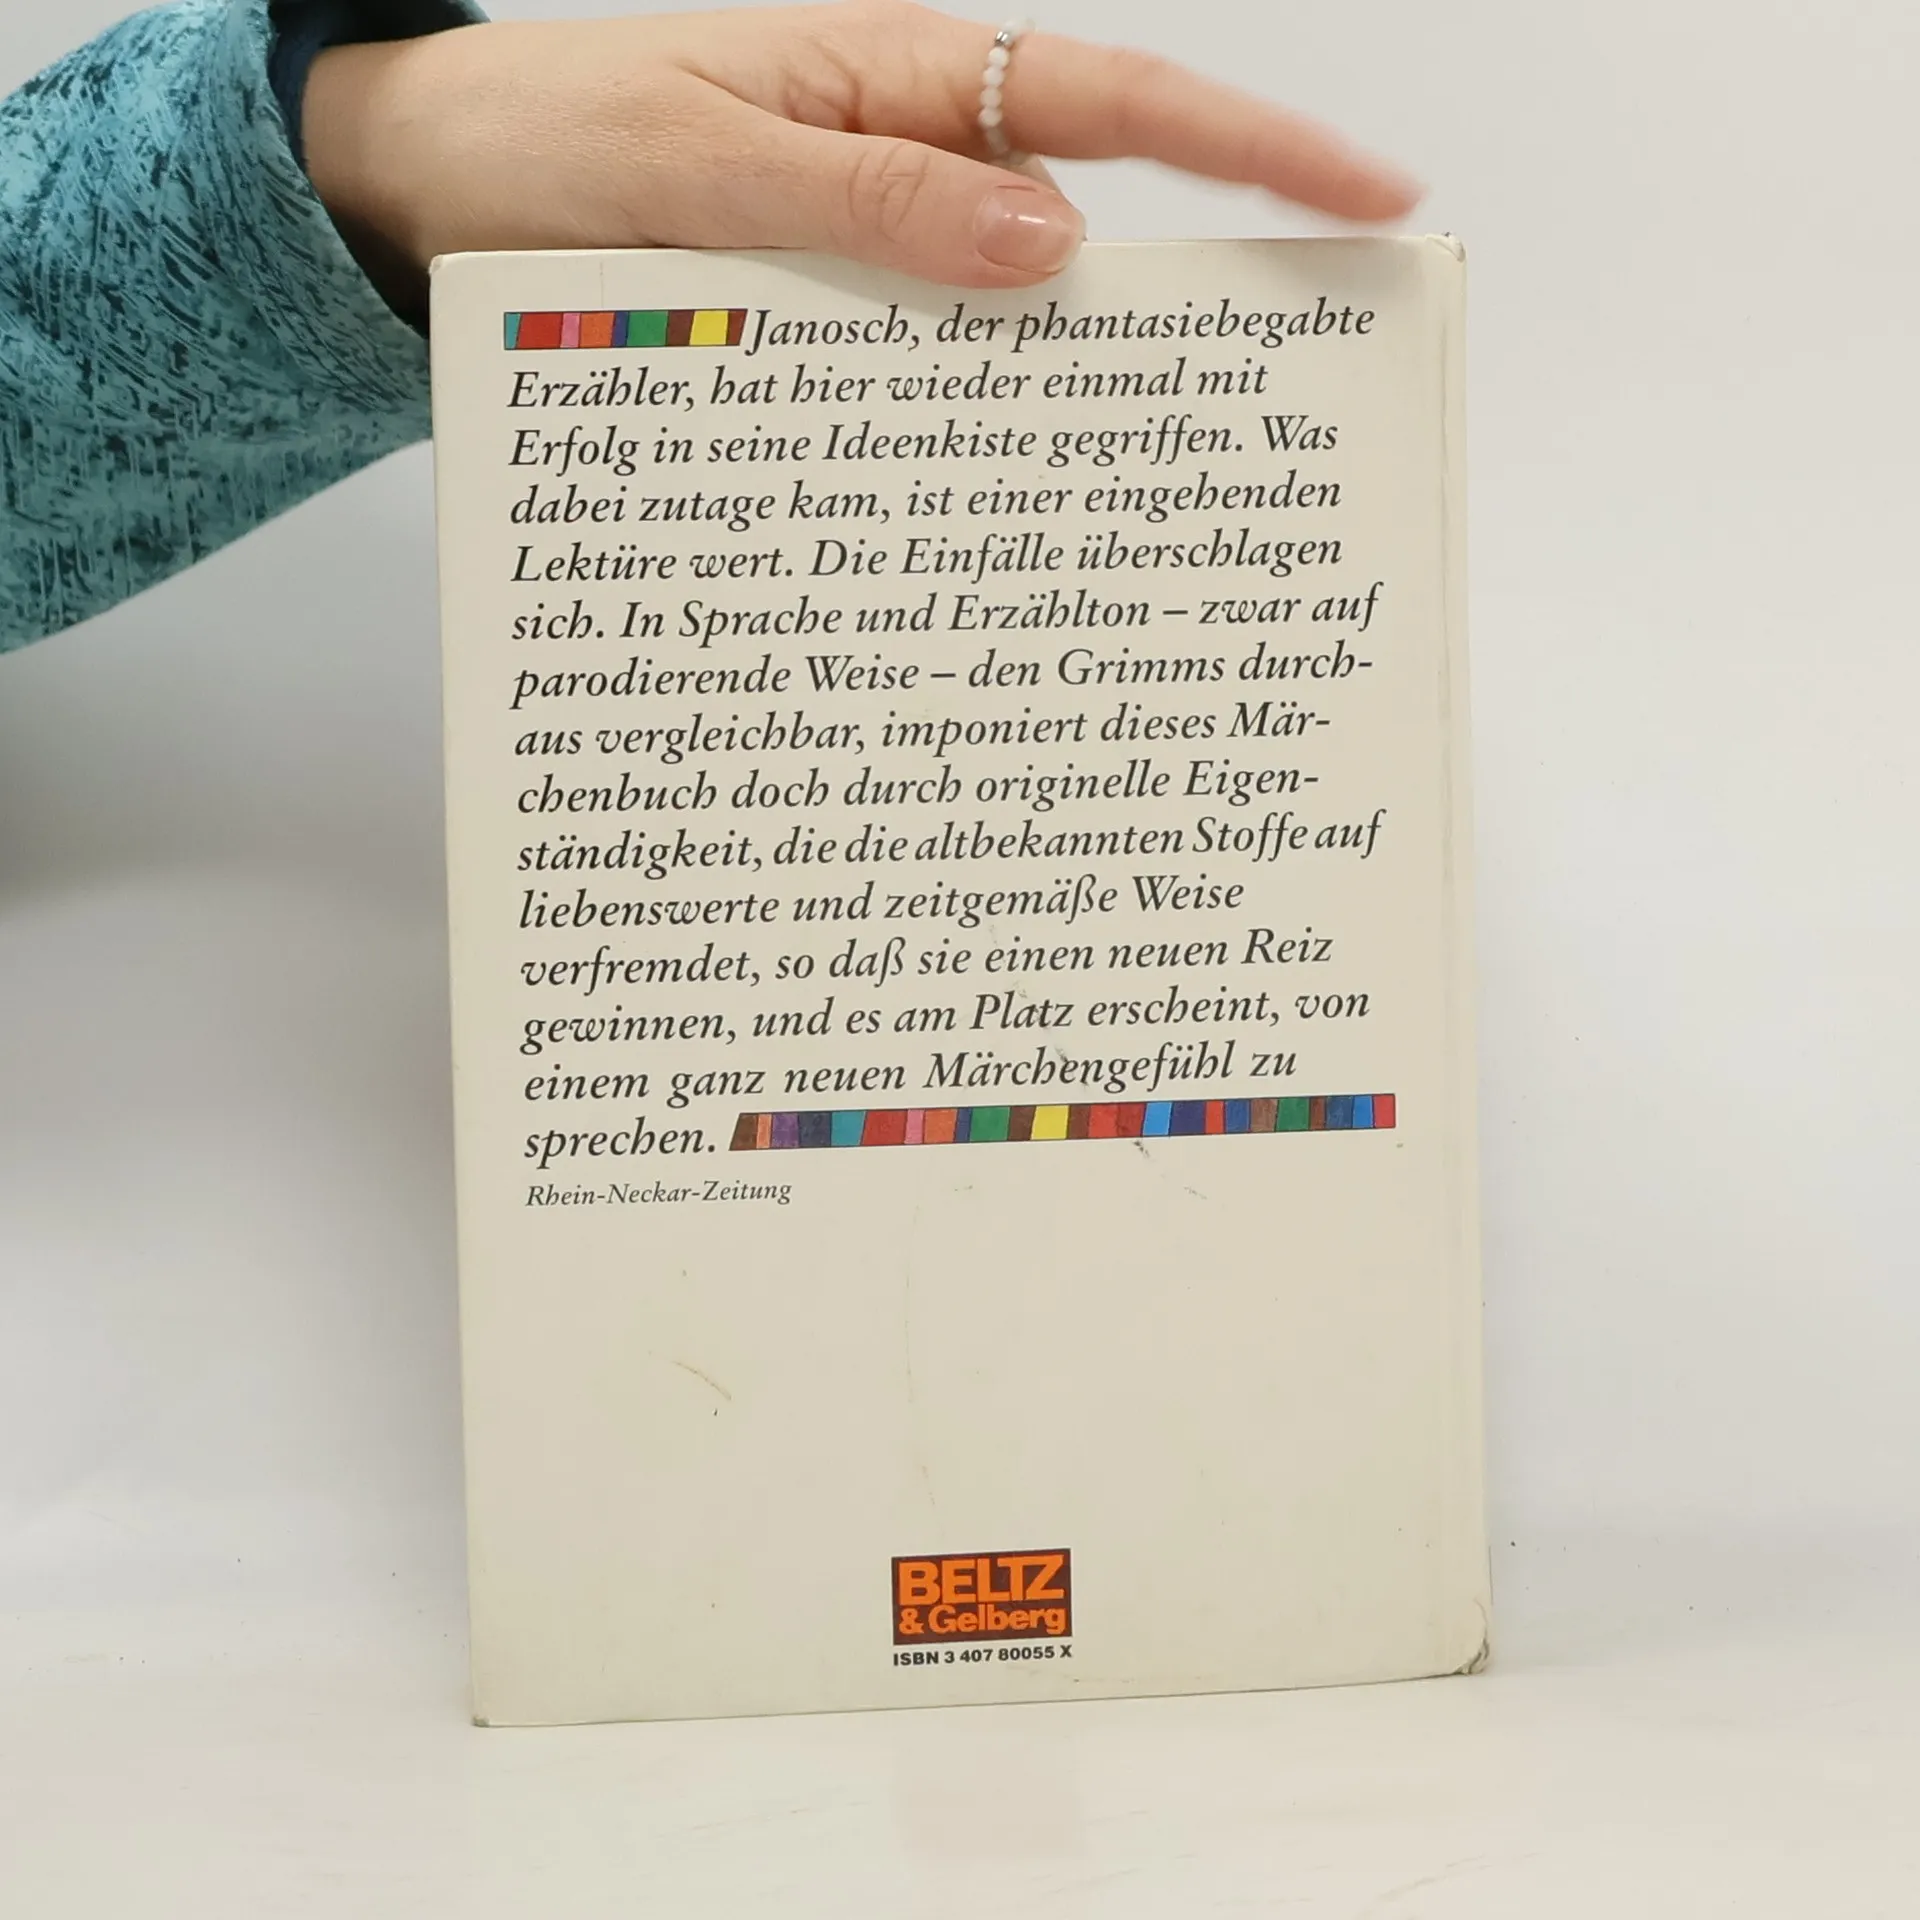 Janosch, der phantasiebegabte
Erzähler, hat hier wieder einmal mit
Erfolg in seine Ideenkiste gegriffen. Was
dabei zutage kam, ist einer eingehenden
Lektüre wert. Die Einfälle überschlagen
sich. In Sprache und Erzählton – zwar auf
parodierende Weise – den Grimms durch-
aus vergleichbar, imponiert dieses Mär-
chenbuch doch durch originelle Eigen-
ständigkeit, die die altbekannten Stoffe auf
liebenswerte und zeitgemäße Weise
verfremdet, so daß sie einen neuen Reiz
gewinnen, und es am Platz erscheint, von
einem ganz neuen Märchengefühl zu
sprechen.
Rhein-Neckar-Zeitung
BELTZ
& Gelberg
ISBN 3 407 80055 X